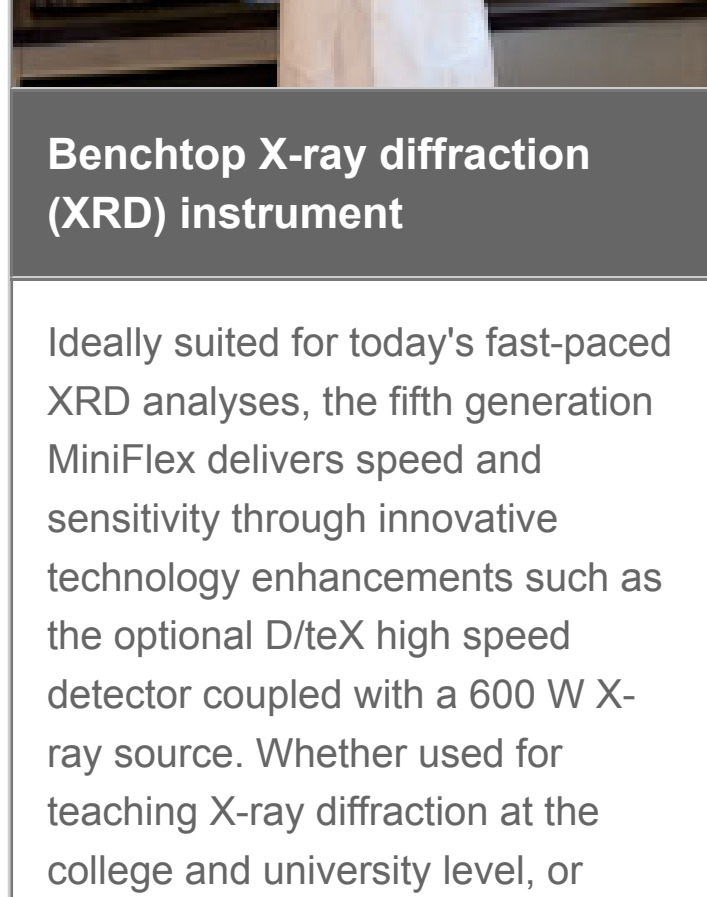 Benchtop X-ray diffraction
(XRD) instrument
Ideally suited for today's fast-paced
XRD analyses, the fifth generation
MiniFlex delivers speed and
sensitivity through innovative
technology enhancements such as
the optional D/teX high speed
detector coupled with a 600 W X-
ray source. Whether used for
teaching X-ray diffraction at the
college and university level, or